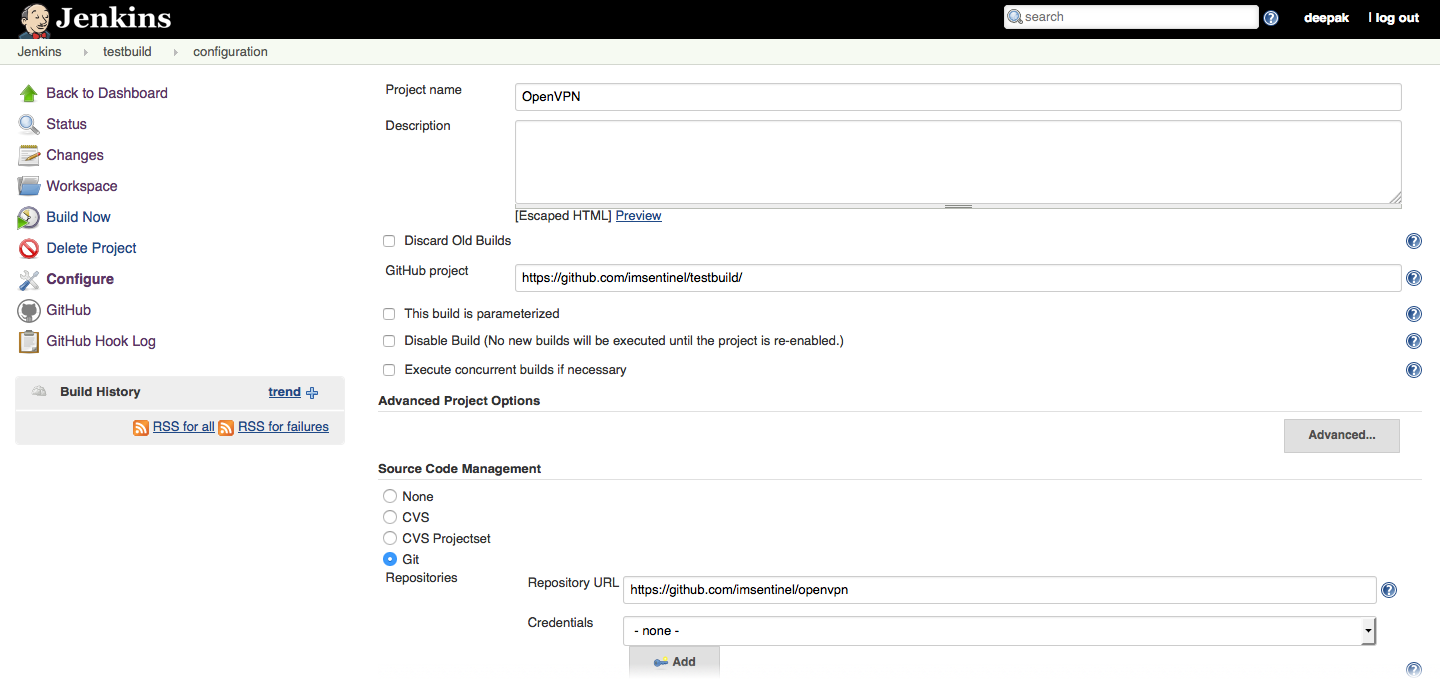 Jenkins
search
deepak
| log out
Jenkins
testbuild
configuration
Back to Dashboard
Status
Changes
Workspace
Build Now
Delete Project
Configure
GitHub
GitHub Hook Log
Build History
trend
RSS for all
RSS for failures
Project name
OpenVPN
Description
[Escaped HTML] Preview
Discard Old Builds
GitHub project
https://github.com/imsentinel/testbuild/
This build is parameterized
Disable Build (No new builds will be executed until the project is re-enabled.)
Execute concurrent builds if necessary
Advanced Project Options
Advanced...
Source Code Management
None
CVS
CVS Projectset
Git
Repositories
Repository URL
https://github.com/imsentinel/openvpn
Credentials
- none -
Add